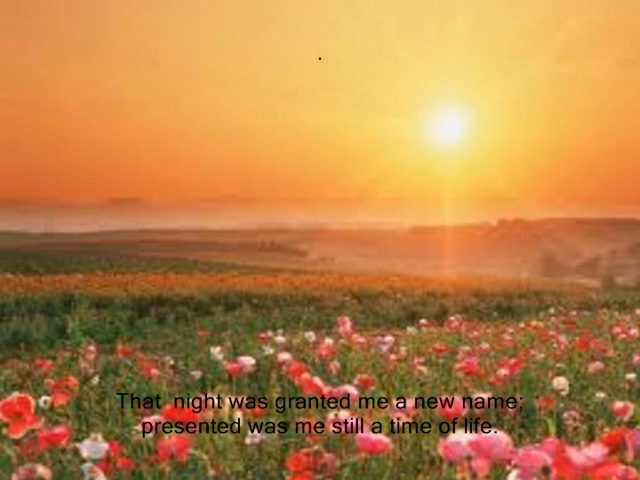 .
That  night was granted me a new name;
presented was me still a time of life.